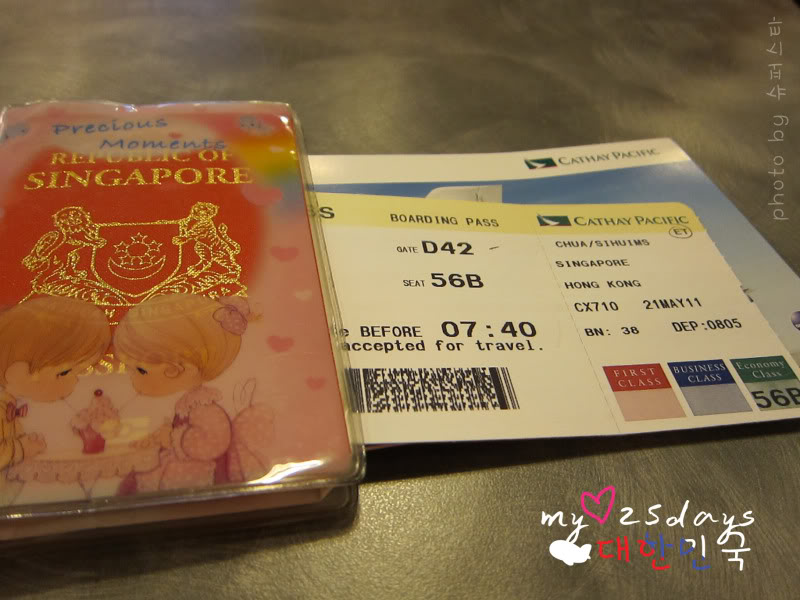 Precious
Moments
REPUBLIC OF
SINGAPORE
CATHAY PACIFIC
BOARDING PASS
CATHAY PACIFIC
ET
GATE D42
SEAT 56B
BEFORE 07:40
accepted for travel.
CHUA/SIHUIMS
SINGAPORE
HONG KONG
CX710 21MAY11
BN: 38 DEP:0805
FIRST
CLASS
BUSINESS
CLASS
Economy
Class
56B
photo by 슈퍼스타
my 25days
대한민국